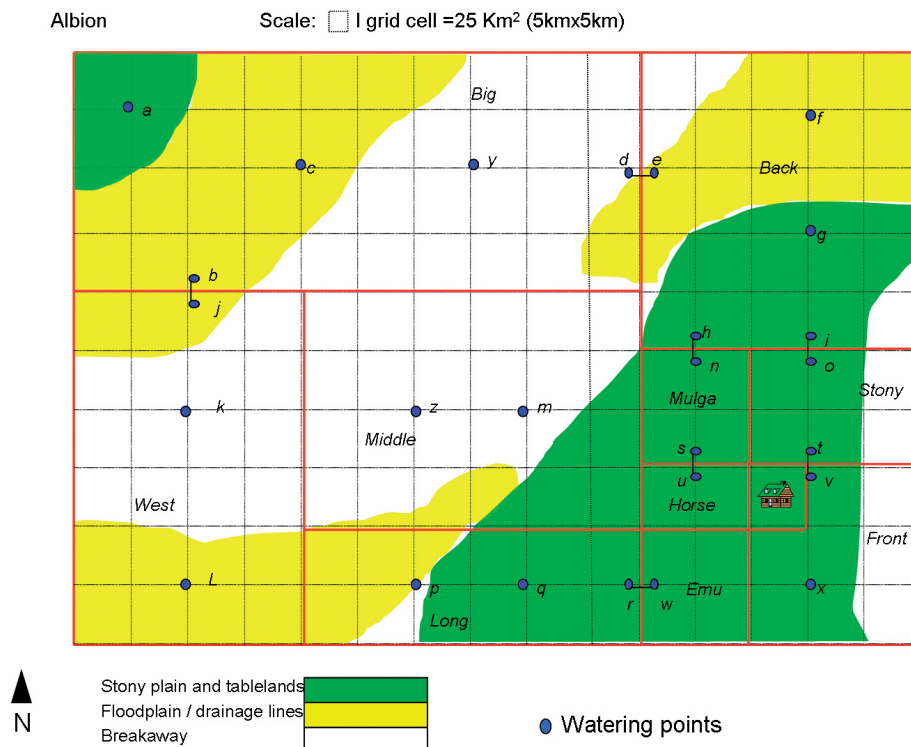 Albion Scale: I grid cell =25 Km² (5kmx5km)
Big
a
f
c
y
d e
Back
g
b
j
h
i
n
o
Stony
Mulga
k
z
m
Middle
s
t
u
v
West
Horse
Front
L
p
q
r
w
Emu
x
Long
N
Stony plain and tablelands
Floodplain / drainage lines
Breakaway
Watering points